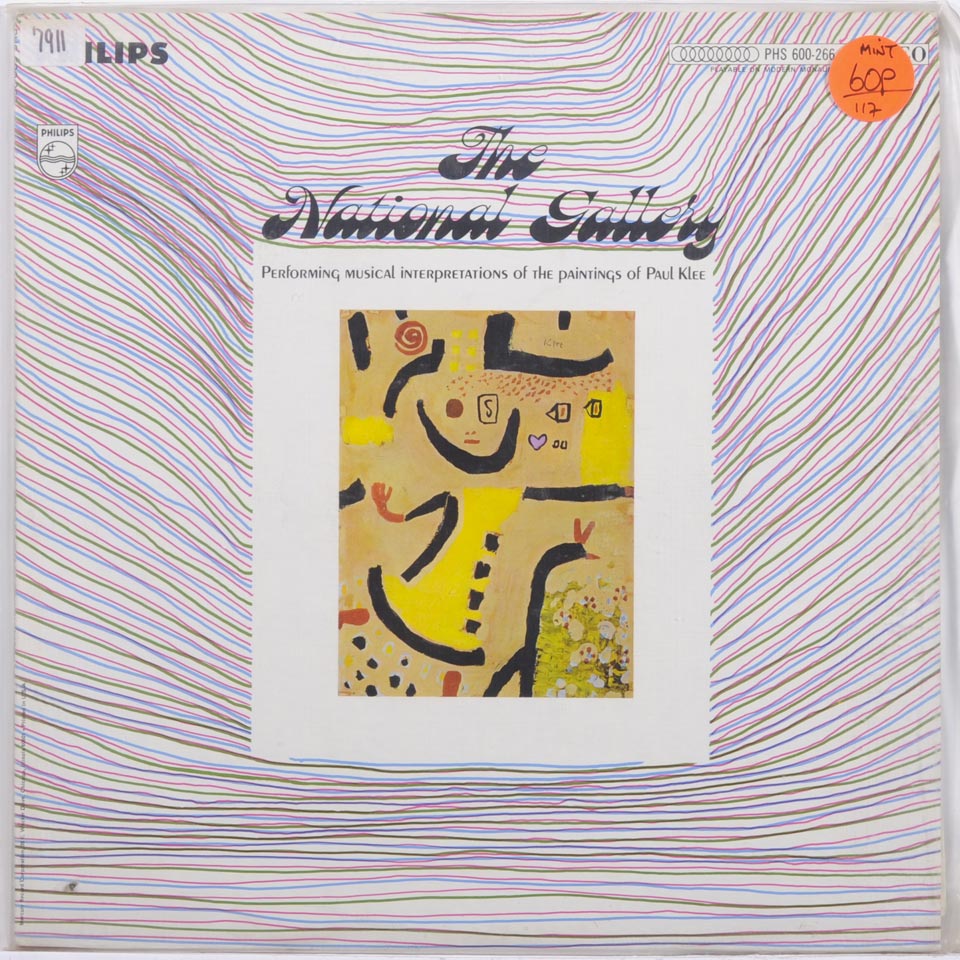 7911
ILIPS
PHS 600-266
MINT
60P
117
PHILIPS
The
National Gallery
PERFORMING MUSICAL INTERPRETATIONS OF THE PAINTINGS OF PAUL KLEE
Klee